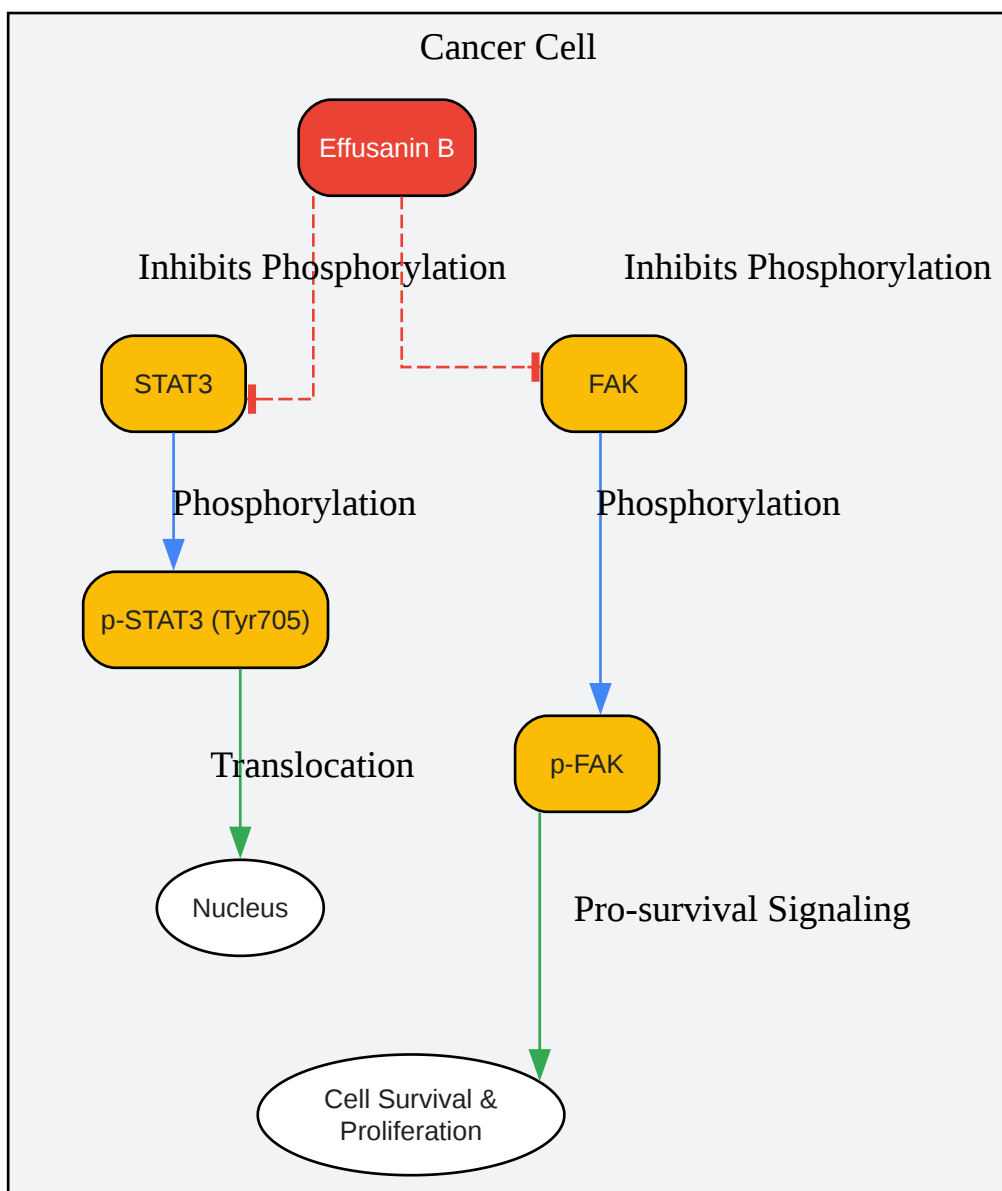 Cancer Cell
Effusanin B
Inhibits Phosphorylation
Inhibits Phosphorylation
STAT3
FAK
Phosphorylation
Phosphorylation
p-STAT3 (Tyr705)
Translocation
p-FAK
Nucleus
Pro-survival Signaling
Cell Survival &
Proliferation